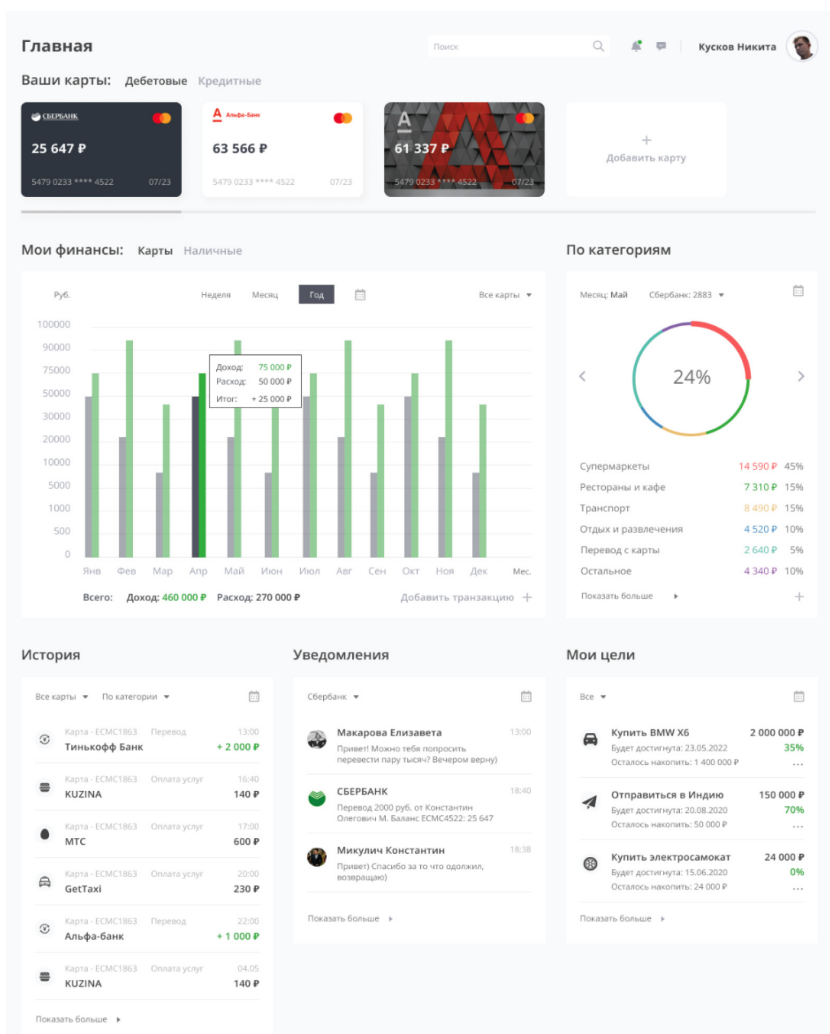 Главная
Поиск
Кусков Никита
Ваши карты: Дебетовые Кредитные
СБЕРБАНК
25 647 ₽
5479 0233 **** 4522 07/23
А Альфа-Банк
63 566 ₽
5479 0233 **** 4522 07/23
А
61 337 ₽
5479 0233 **** 4522 07/23
+
Добавить карту
Мои финансы: Карты Наличные
Руб. Неделя Месяц Год Все карты
100000
90000
75000
50000
30000
20000
10000
5000
1000
500
0
Доход: 75 000 ₽
Расход: 50 000 ₽
Итог: + 25 000 ₽
Янв Фев Мар Апр Май Июн Июл Авг Сен Окт Ноя Дек Мес.
Всего: Доход: 460 000 ₽ Расход: 270 000 ₽ Добавить транзакцию +
По категориям
Месяц: Май Сбербанк: 2883
24%
Супермаркеты 14 590 ₽ 45%
Рестораны и кафе 7 310 ₽ 15%
Транспорт 8 490 ₽ 15%
Отдых и развлечения 4 520 ₽ 10%
Перевод с карты 2 640 ₽ 5%
Остальное 4 340 ₽ 10%
Показать больше +
История
Все карты По категории
Карта - ЕСМС1863 Перевод 13:00
Тинькофф Банк + 2 000 ₽
Карта - ЕСМС1863 Оплата услуг 16:40
KUZINA 140 ₽
Карта - ЕСМС1863 Оплата услуг 17:00
МТС 600 ₽
Карта - ЕСМС1863 Оплата услуг 20:00
GetTaxi 230 ₽
Карта - ЕСМС1863 Перевод 22:00
Альфа-банк + 1 000 ₽
Карта - ЕСМС1863 Оплата услуг 04.05
KUZINA 140 ₽
Показать больше
Уведомления
Сбербанк
Макарова Елизавета 13:00
Привет! Можно тебя попросить
перевести пару тысяч? Вечером верну)
СБЕРБАНК 18:40
Перевод 2000 руб. от Константин
Олегович М. Баланс ЕСМС4522: 25 647
Микулич Константин 18:38
Привет) Спасибо за то что одолжил,
возвращаю)
Показать больше
Мои цели
Все
Купить BMW X6 2 000 000 ₽
Будет достигнута: 23.05.2022 35%
Осталось накопить: 1 400 000 ₽ ...
Отправиться в Индию 150 000 ₽
Будет достигнута: 20.08.2020 70%
Осталось накопить: 50 000 ₽ ...
Купить электросамокат 24 000 ₽
Будет достигнута: 15.06.2020 0%
Осталось накопить: 24 000 ₽ ...
Показать больше